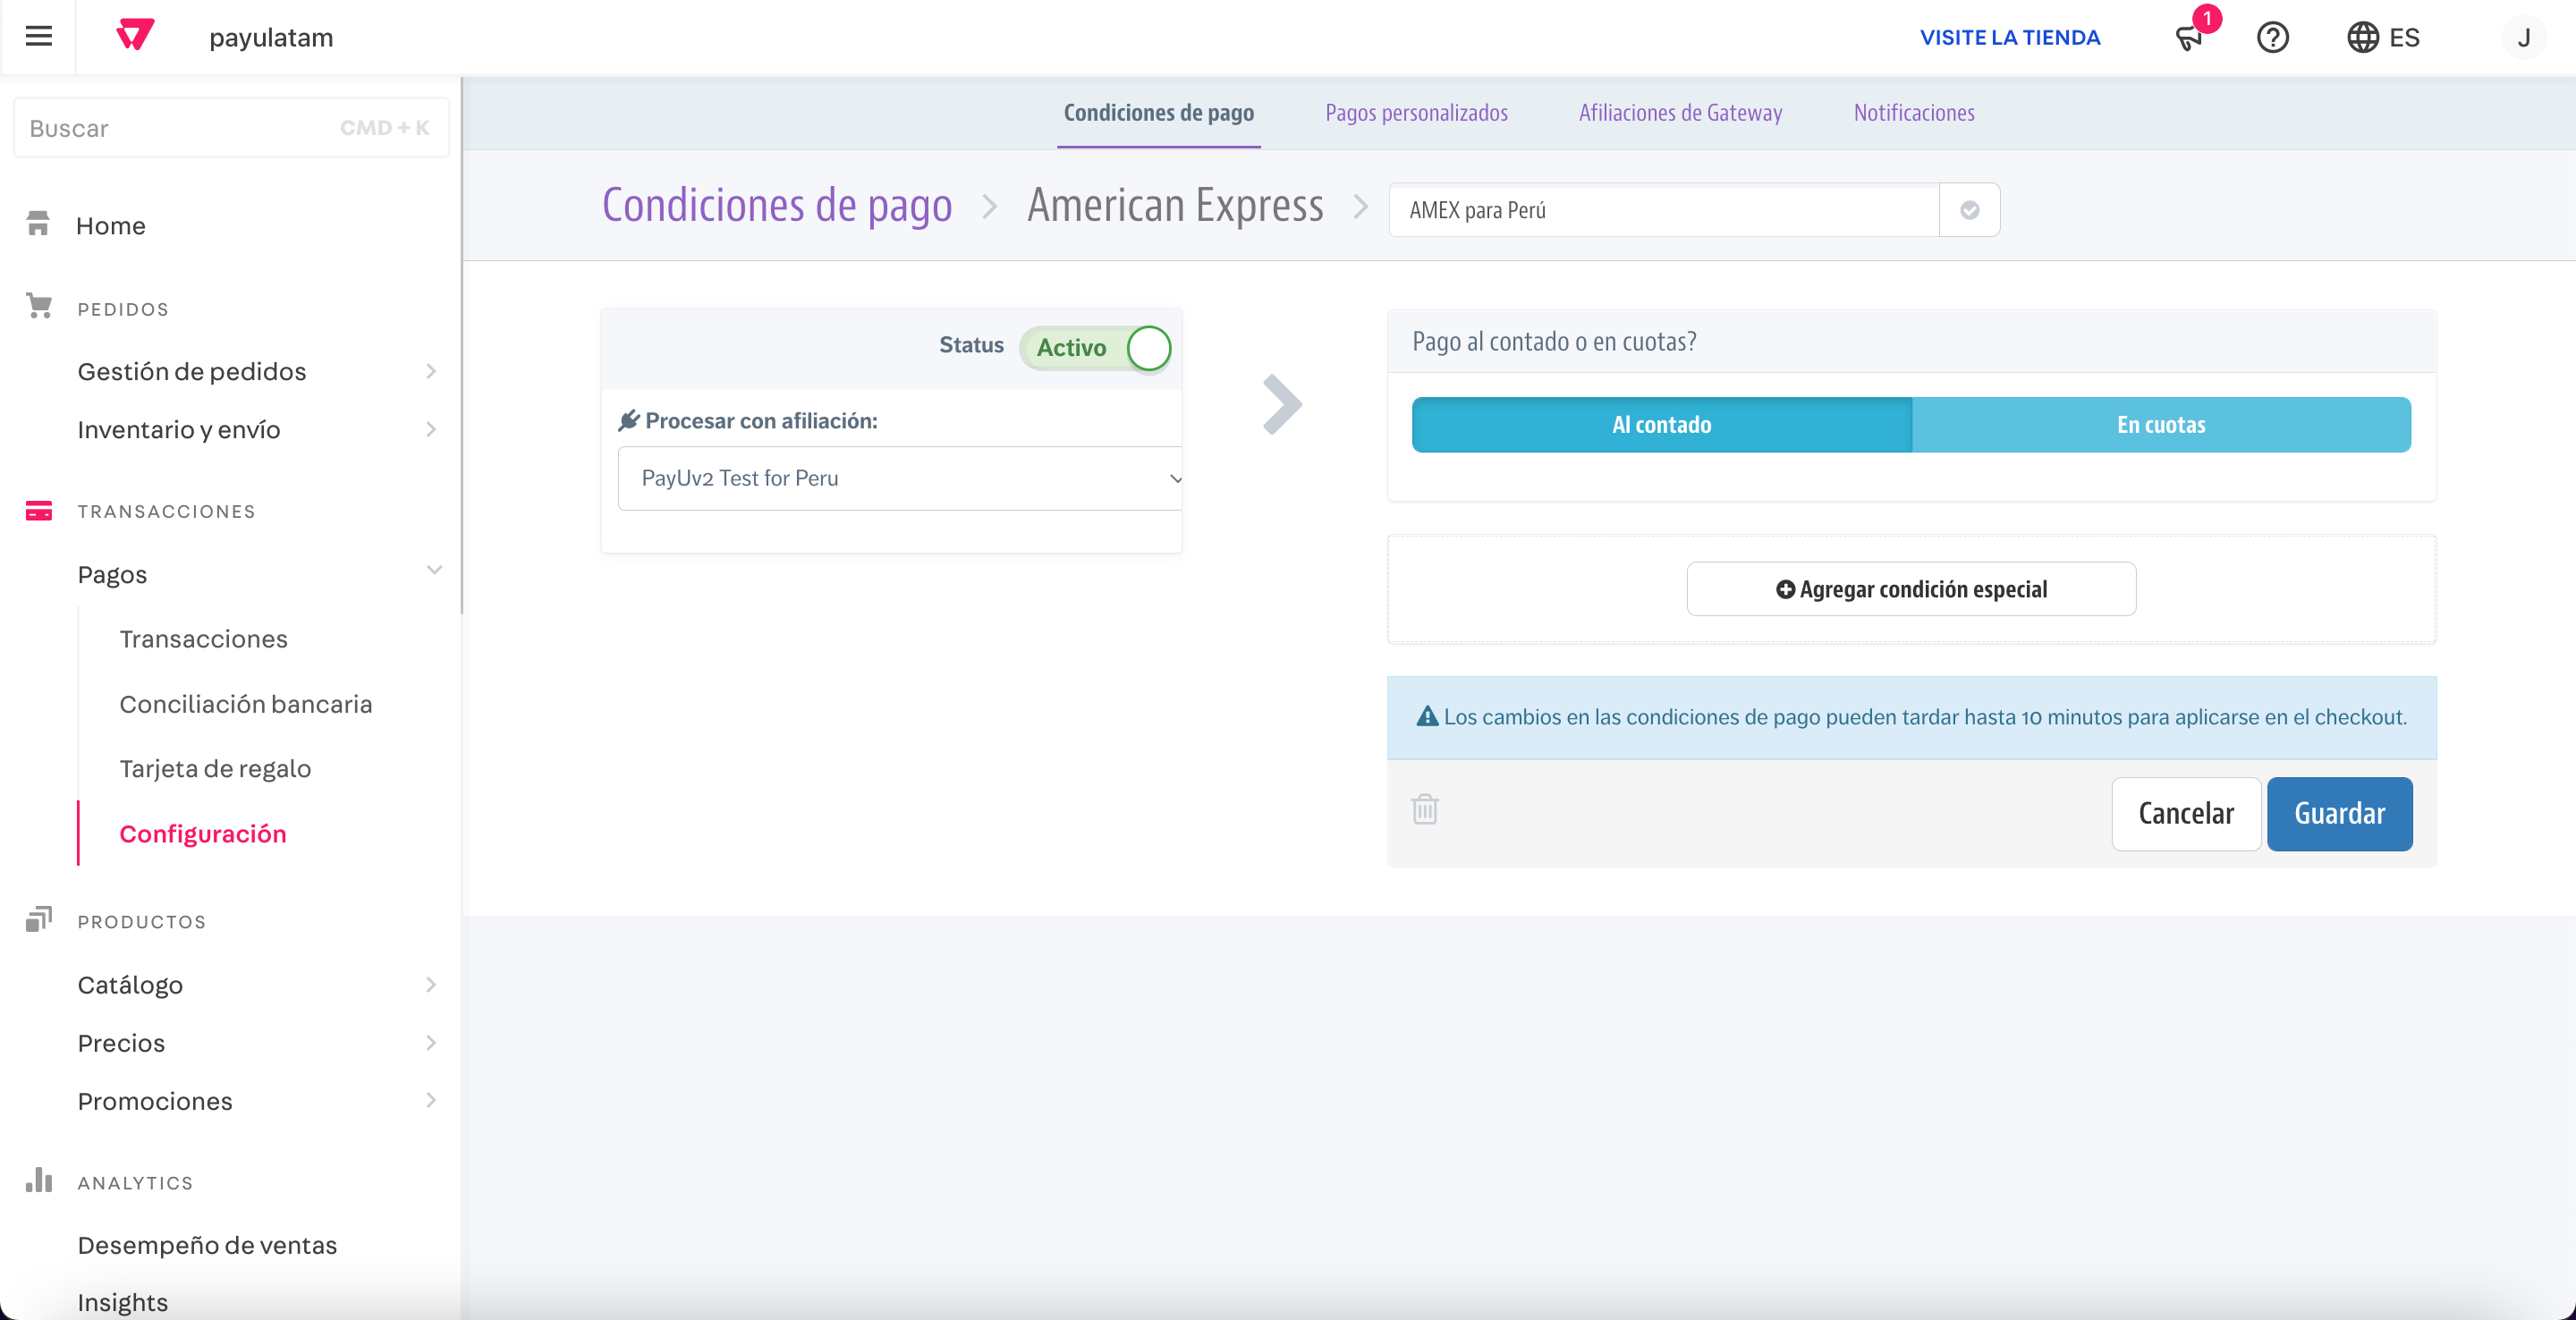 payulatam
VISITE LA TIENDA
1
ES
J
Buscar
CMD + K
Home
PEDIDOS
Gestión de pedidos
Inventario y envío
TRANSACCIONES
Pagos
Transacciones
Conciliación bancaria
Tarjeta de regalo
Configuración
PRODUCTOS
Catálogo
Precios
Promociones
ANALYTICS
Desempeño de ventas
Insights
Condiciones de pago
Pagos personalizados
Afiliaciones de Gateway
Notificaciones
Condiciones de pago
American Express
AMEX para Perú
Status
Activo
Procesar con afiliación:
PayUv2 Test for Peru
Pago al contado o en cuotas?
Al contado
En cuotas
Agregar condición especial
Los cambios en las condiciones de pago pueden tardar hasta 10 minutos para aplicarse en el checkout.
Cancelar
Guardar